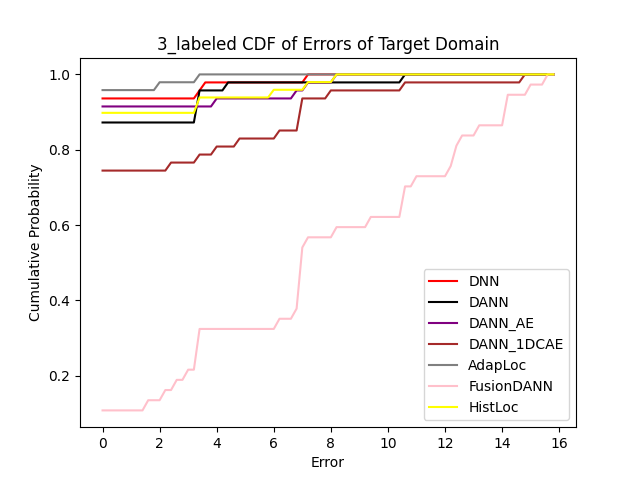 3_labeled CDF of Errors of Target Domain
Cumulative Probability
1.0
0.8
0.6
0.4
0.2
0 2 4 6 8 10 12 14 16
Error
DNN
DANN
DANN_AE
DANN_1DCAE
AdapLoc
FusionDANN
HistLoc